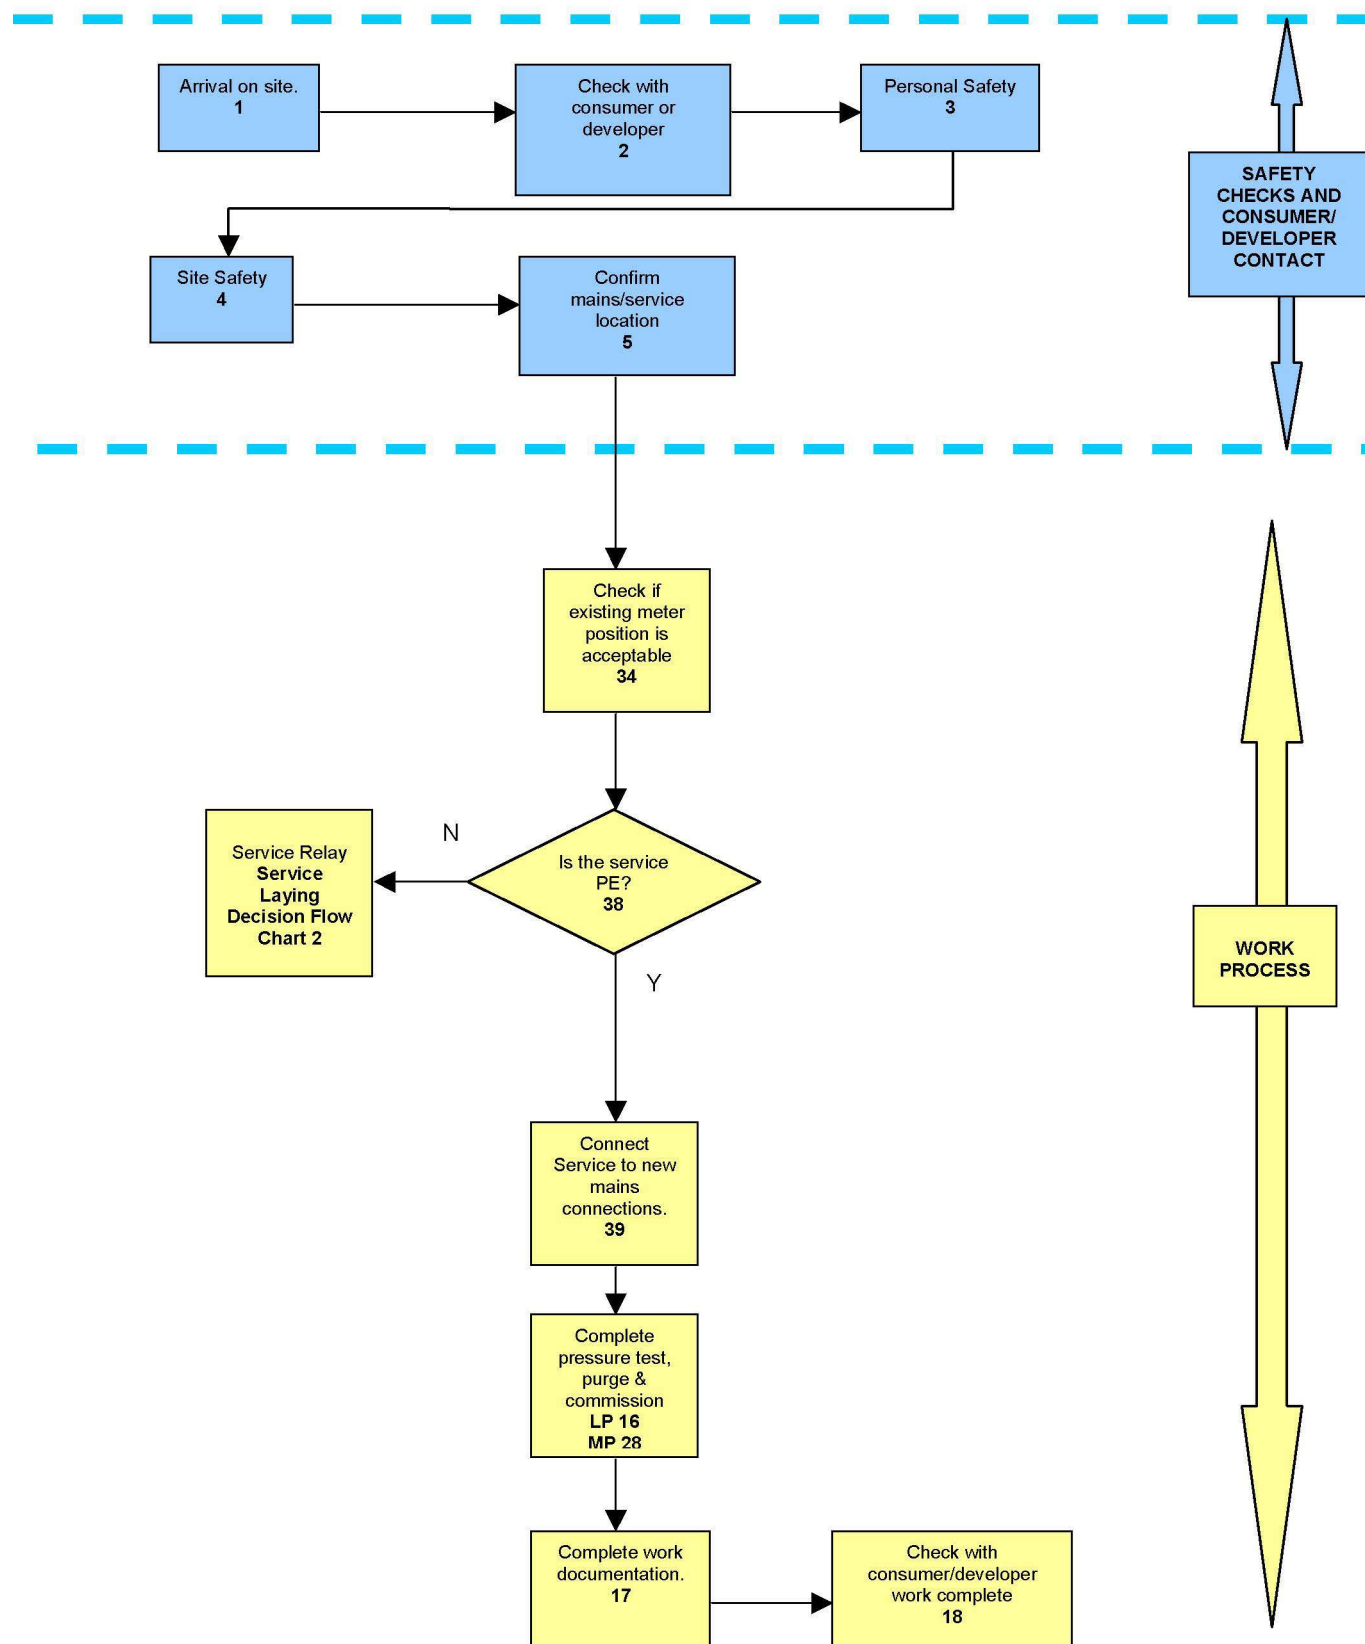 Arrival on site.
1
Check with
consumer or
developer
2
Personal Safety
3
SAFETY
CHECKS AND
CONSUMER/
DEVELOPER
CONTACT
Site Safety
4
Confirm
mains/service
location
5
Check if
existing meter
position is
acceptable
34
N
Service Relay
Service
Laying
Decision Flow
Chart 2
Is the service
PE?
38
Y
WORK
PROCESS
Connect
Service to new
mains
connections.
39
Complete
pressure test,
purge &
commission
LP 16
MP 28
Complete work
documentation.
17
Check with
consumer/developer
work complete
18